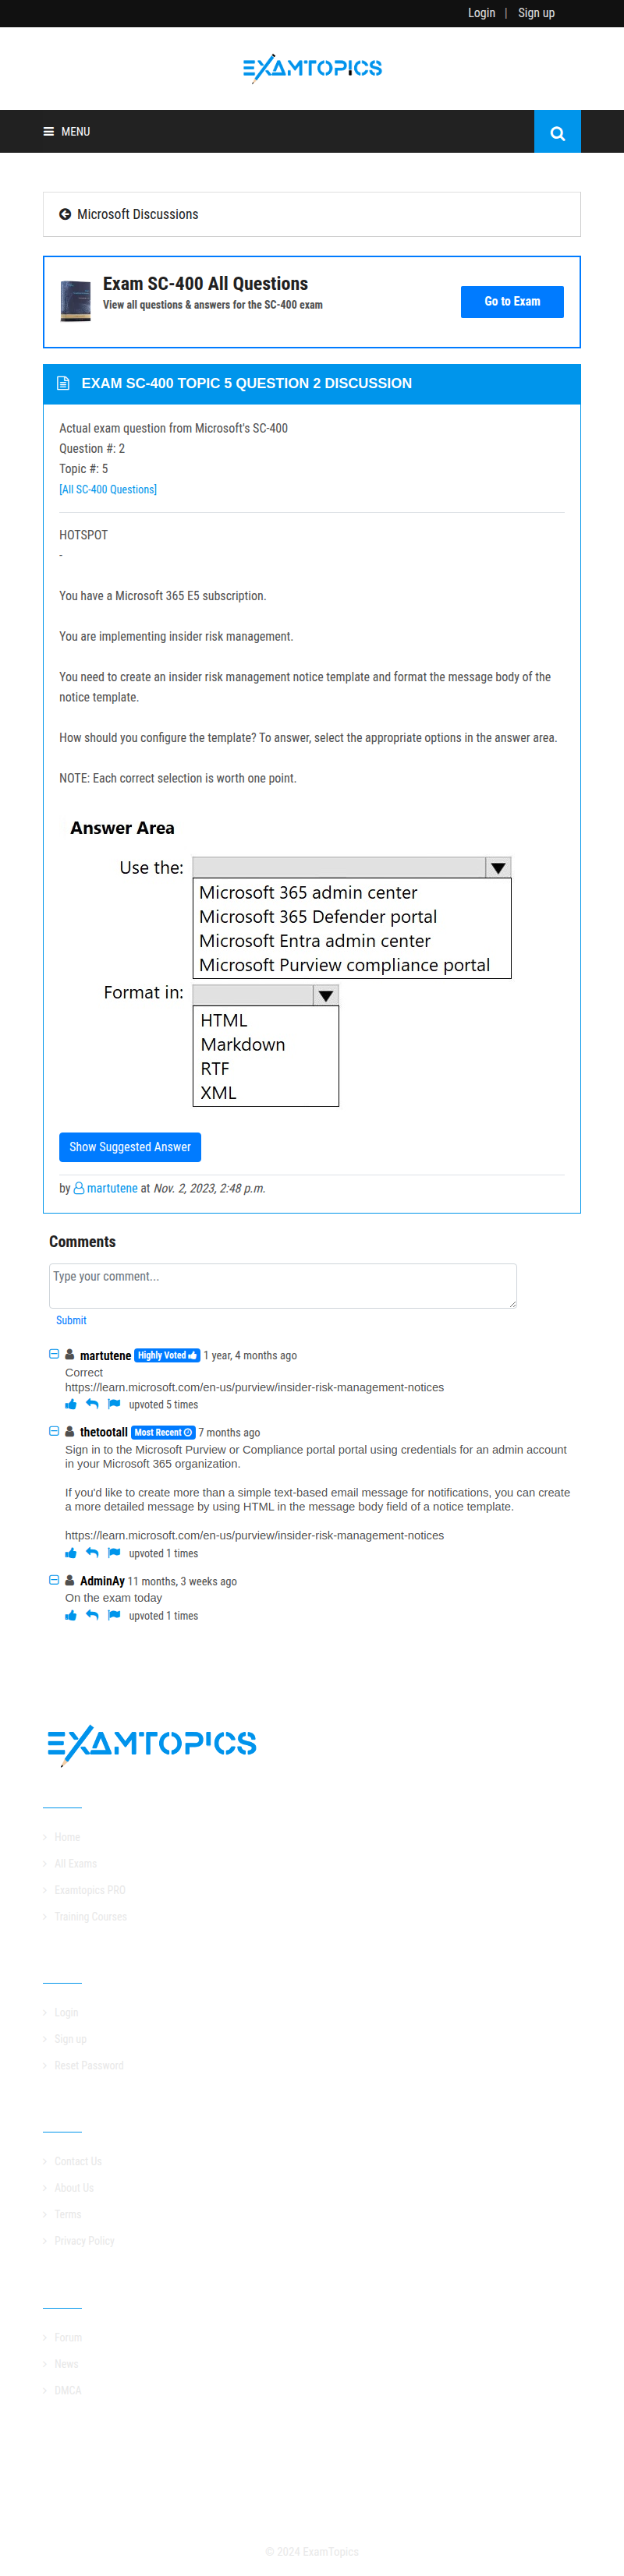 Login | Sign up
EXAMTOPICS
MENU
Microsoft Discussions
Exam SC-400 All Questions
View all questions & answers for the SC-400 exam
Go to Exam
EXAM SC-400 TOPIC 5 QUESTION 2 DISCUSSION
Actual exam question from Microsoft's SC-400
Question #: 2
Topic #: 5
[All SC-400 Questions]
HOTSPOT
-
You have a Microsoft 365 E5 subscription.
You are implementing insider risk management.
You need to create an insider risk management notice template and format the message body of the
notice template.
How should you configure the template? To answer, select the appropriate options in the answer area.
NOTE: Each correct selection is worth one point.
Answer Area
Use the:
Microsoft 365 admin center
Microsoft 365 Defender portal
Microsoft Entra admin center
Microsoft Purview compliance portal
Format in:
HTML
Markdown
RTF
XML
Show Suggested Answer
by martutene at Nov. 2, 2023, 2:48 p.m.
Comments
Type your comment...
Submit
martutene Highly Voted 1 year, 4 months ago
Correct
https://learn.microsoft.com/en-us/purview/insider-risk-management-notices
upvoted 5 times
thetootall Most Recent 7 months ago
Sign in to the Microsoft Purview or Compliance portal portal using credentials for an admin account
in your Microsoft 365 organization.
If you'd like to create more than a simple text-based email message for notifications, you can create
a more detailed message by using HTML in the message body field of a notice template.
https://learn.microsoft.com/en-us/purview/insider-risk-management-notices
upvoted 1 times
AdminAy 11 months, 3 weeks ago
On the exam today
upvoted 1 times
EXAMTOPICS
Home
All Exams
Examtopics PRO
Training Courses
Login
Sign up
Reset Password
Contact Us
About Us
Terms
Privacy Policy
Forum
News
DMCA
© 2024 ExamTopics